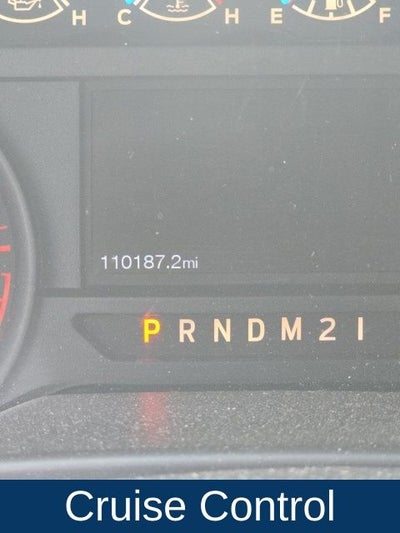 H C H E F
110187.2mi
P R N D M 2 1
Cruise Control